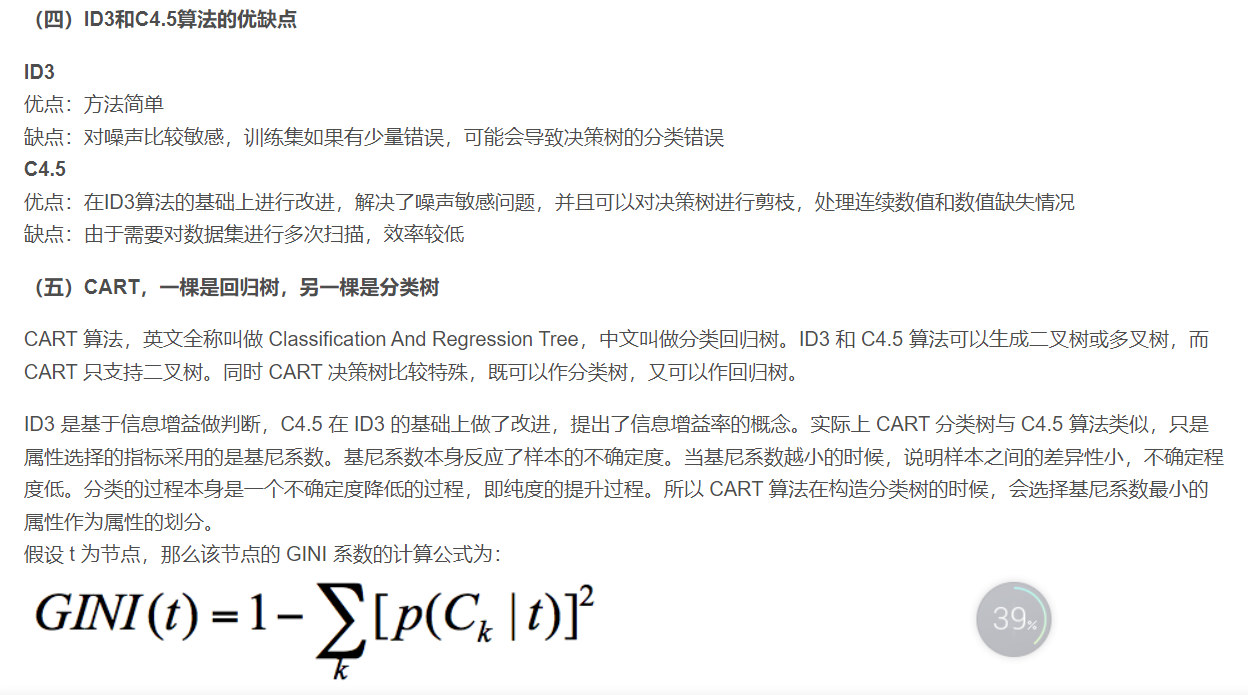 （四）ID3和C4.5算法的优缺点
ID3
优点：方法简单
缺点：对噪声比较敏感，训练集如果有少量错误，可能会导致决策树的分类错误
C4.5
优点：在ID3算法的基础上进行改进，解决了噪声敏感问题，并且可以对决策树进行剪枝，处理连续数值和数值缺失情况
缺点：由于需要对数据集进行多次扫描，效率较低
（五）CART，一棵是回归树，另一棵是分类树
CART 算法，英文全称叫做 Classification And Regression Tree，中文叫做分类回归树。ID3 和 C4.5 算法可以生成二叉树或多叉树，而
CART 只支持二叉树。同时 CART 决策树比较特殊，既可以作分类树，又可以作回归树。
ID3 是基于信息增益做判断，C4.5 在 ID3 的基础上做了改进，提出了信息增益率的概念。实际上 CART 分类树与 C4.5 算法类似，只是
属性选择的指标采用的是基尼系数。基尼系数本身反应了样本的不确定度。当基尼系数越小的时候，说明样本之间的差异性小，不确定程
度低。分类的过程本身是一个不确定度降低的过程，即纯度的提升过程。所以 CART 算法在构造分类树的时候，会选择基尼系数最小的
属性作为属性的划分。
假设 t 为节点，那么该节点的 GINI 系数的计算公式为：
GINI(t) = 1 − ∑k [p(Ck | t)]²
39%